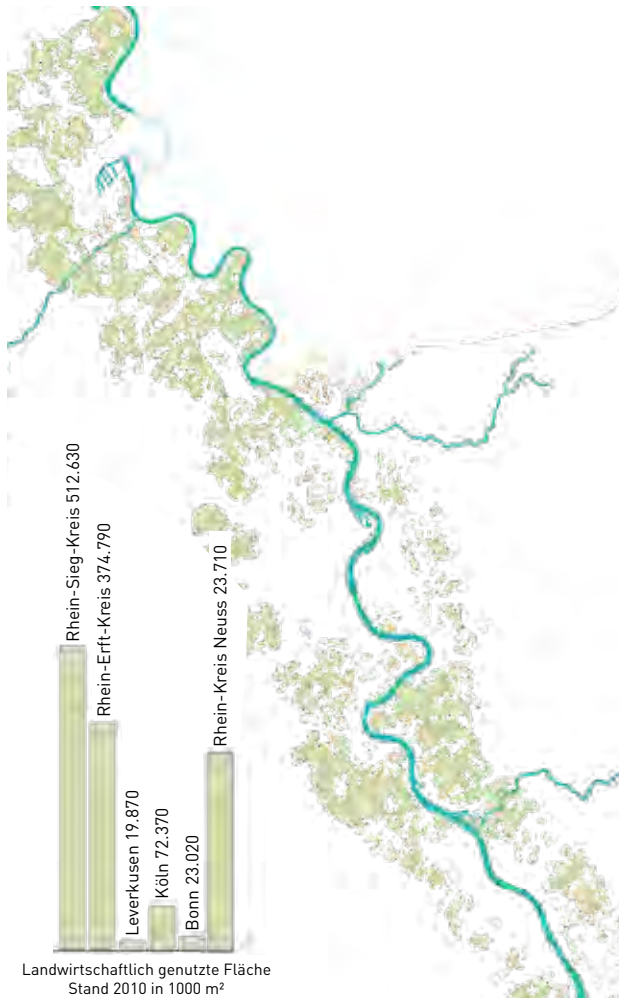 Rhein-Sieg-Kreis 512.630
Rhein-Erft-Kreis 374.790
Leverkusen 19.870
Köln 72.370
Bonn 23.020
Rhein-Kreis Neuss 23.710
Landwirtschaftlich genutzte Fläche
Stand 2010 in 1000 m²